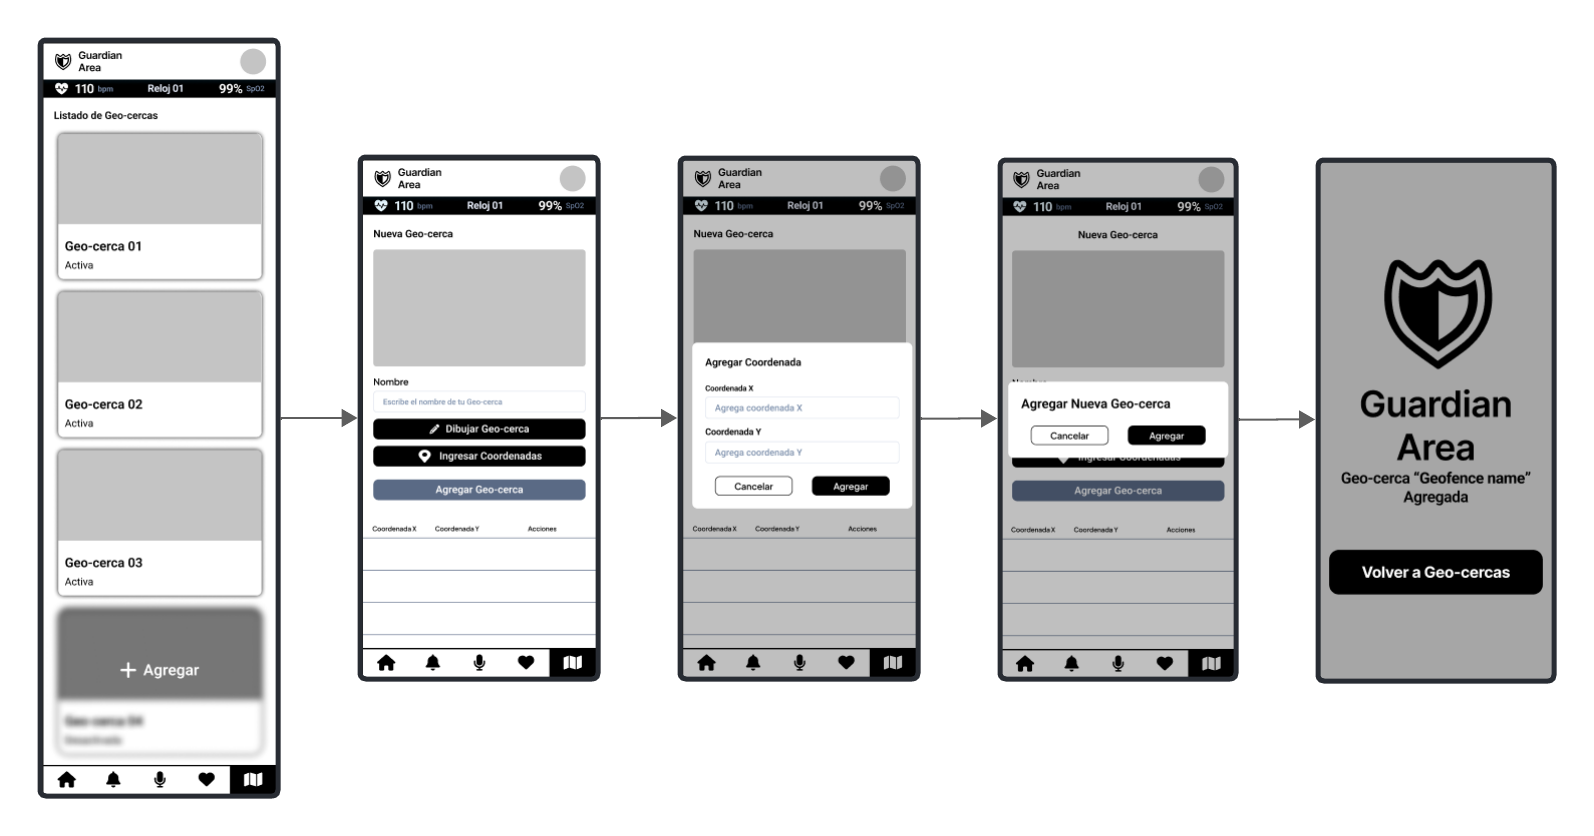 Guardian
Area
110 bpm Reloj 01 99% SpO2
Listado de Geo-cercas
Geo-cerca 01
Activa
Geo-cerca 02
Activa
Geo-cerca 03
Activa
Agregar
Geo-cerca 04
Desactivada
Guardian
Area
110 bpm Reloj 01 99% SpO2
Nueva Geo-cerca
Nombre
Escribe el nombre de tu Geo-cerca
Dibujar Geo-cerca
Ingresar Coordenadas
Agregar Geo-cerca
Coordenada X Coordenada Y Acciones
Guardian
Area
110 bpm Reloj 01 99% SpO2
Nueva Geo-cerca
Agregar Coordenada
Coordenada X
Agrega coordenada X
Coordenada Y
Agrega coordenada Y
Cancelar Agregar
Coordenada X Coordenada Y Acciones
Guardian
Area
110 bpm Reloj 01 99% SpO2
Nueva Geo-cerca
Nombre
Agregar Nueva Geo-cerca
Cancelar Agregar
Ingresar Coordenadas
Agregar Geo-cerca
Coordenada X Coordenada Y Acciones
Guardian
Area
Geo-cerca “Geofence name”
Agregada
Volver a Geo-cercas